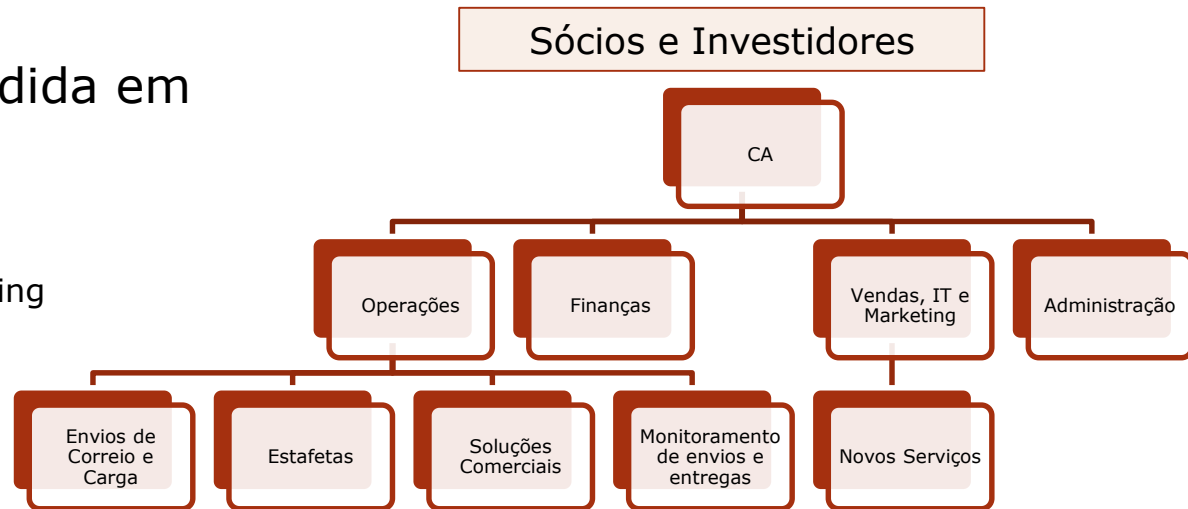 Sócios e Investidores
dida em
CA
ing
Operações
Finanças
Vendas, IT e
Marketing
Administração
Envios de
Correio e
Carga
Estafetas
Soluções
Comerciais
Monitoramento
de envios e
entregas
Novos Serviços